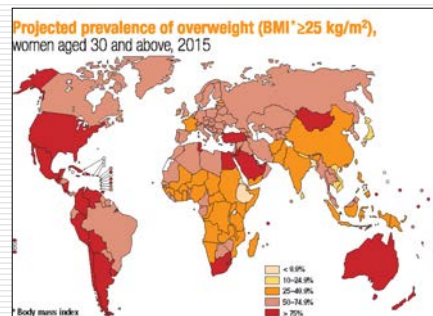 Projected prevalence of overweight (BMI*≥25 kg/m²),
women aged 30 and above, 2015
< 9.9%
10-24.9%
25-49.9%
50-74.9%
> 75%
* Body mass index